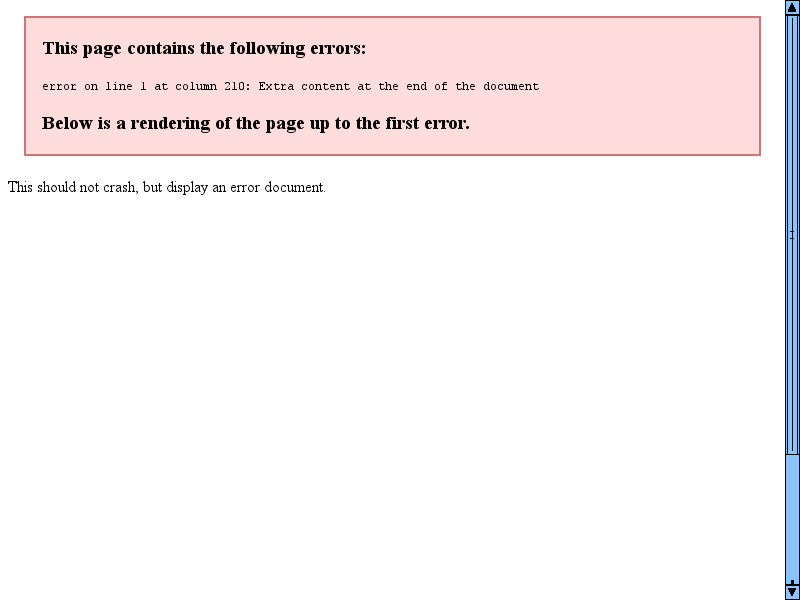 This page contains the following errors:
error on line 1 at column 210: Extra content at the end of the document
Below is a rendering of the page up to the first error.
This should not crash, but display an error document.